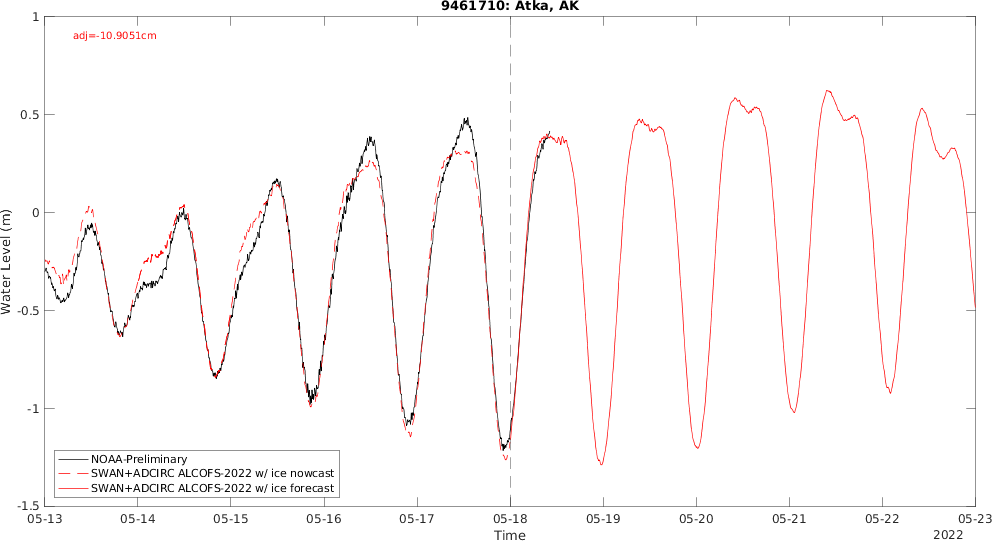 9461710: Atka, AK
adj=-10.9051cm
1
0.5
0
-0.5
-1
-1.5
Water Level (m)
NOAA-Preliminary
SWAN+ADCIRC ALCOFS-2022 w/ ice nowcast
SWAN+ADCIRC ALCOFS-2022 w/ ice forecast
05-13 05-14 05-15 05-16 05-17 05-18 05-19 05-20 05-21 05-22 05-23
Time
2022